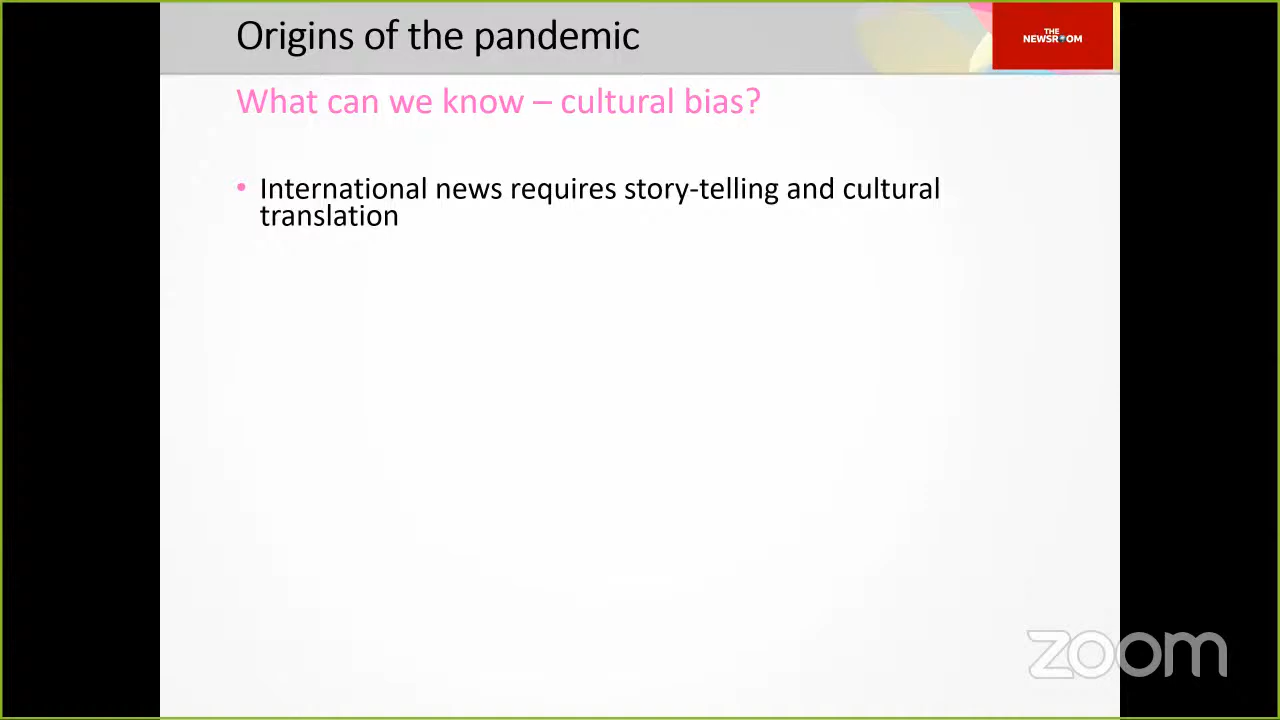 Origins of the pandemic
THE
NEWSROOM
What can we know – cultural bias?
• International news requires story-telling and cultural
translation
zoom